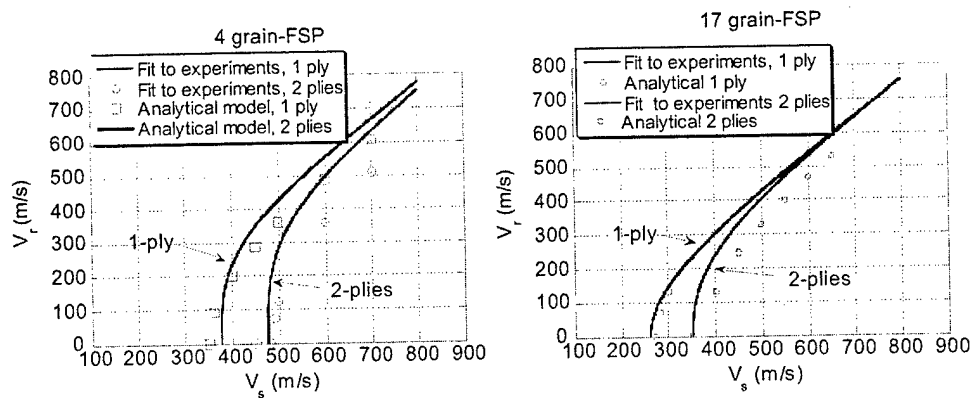 4 grain-FSP
Fit to experiments, 1 ply
Fit to experiments, 2 plies
Analytical model, 1 ply
Analytical model, 2 plies
800
700
600
500
400
300
200
100
0
V_r (m/s)
1-ply
2-plies
100 200 300 400 500 600 700 800 900
V_s (m/s)
17 grain-FSP
Fit to experiments, 1 ply
Analytical 1 ply
Fit to experiments 2 plies
Analytical 2 plies
800
700
600
500
400
300
200
100
0
V_r (m/s)
1-ply
2-plies
100 200 300 400 500 600 700 800 900
V_s (m/s)